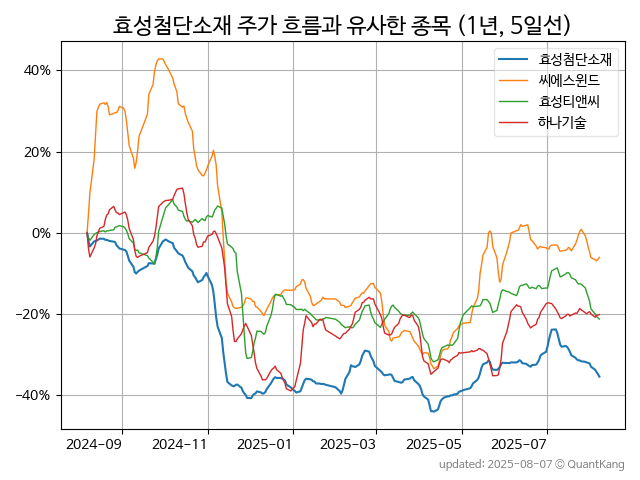 효성첨단소재 주가 흐름과 유사한 종목 (1년, 5일선)
효성첨단소재
씨에스윈드
효성티앤씨
하나기술
40%
20%
0%
−20%
−40%
2024-09 2024-11 2025-01 2025-03 2025-05 2025-07
updated: 2025-08-07 © QuantKang